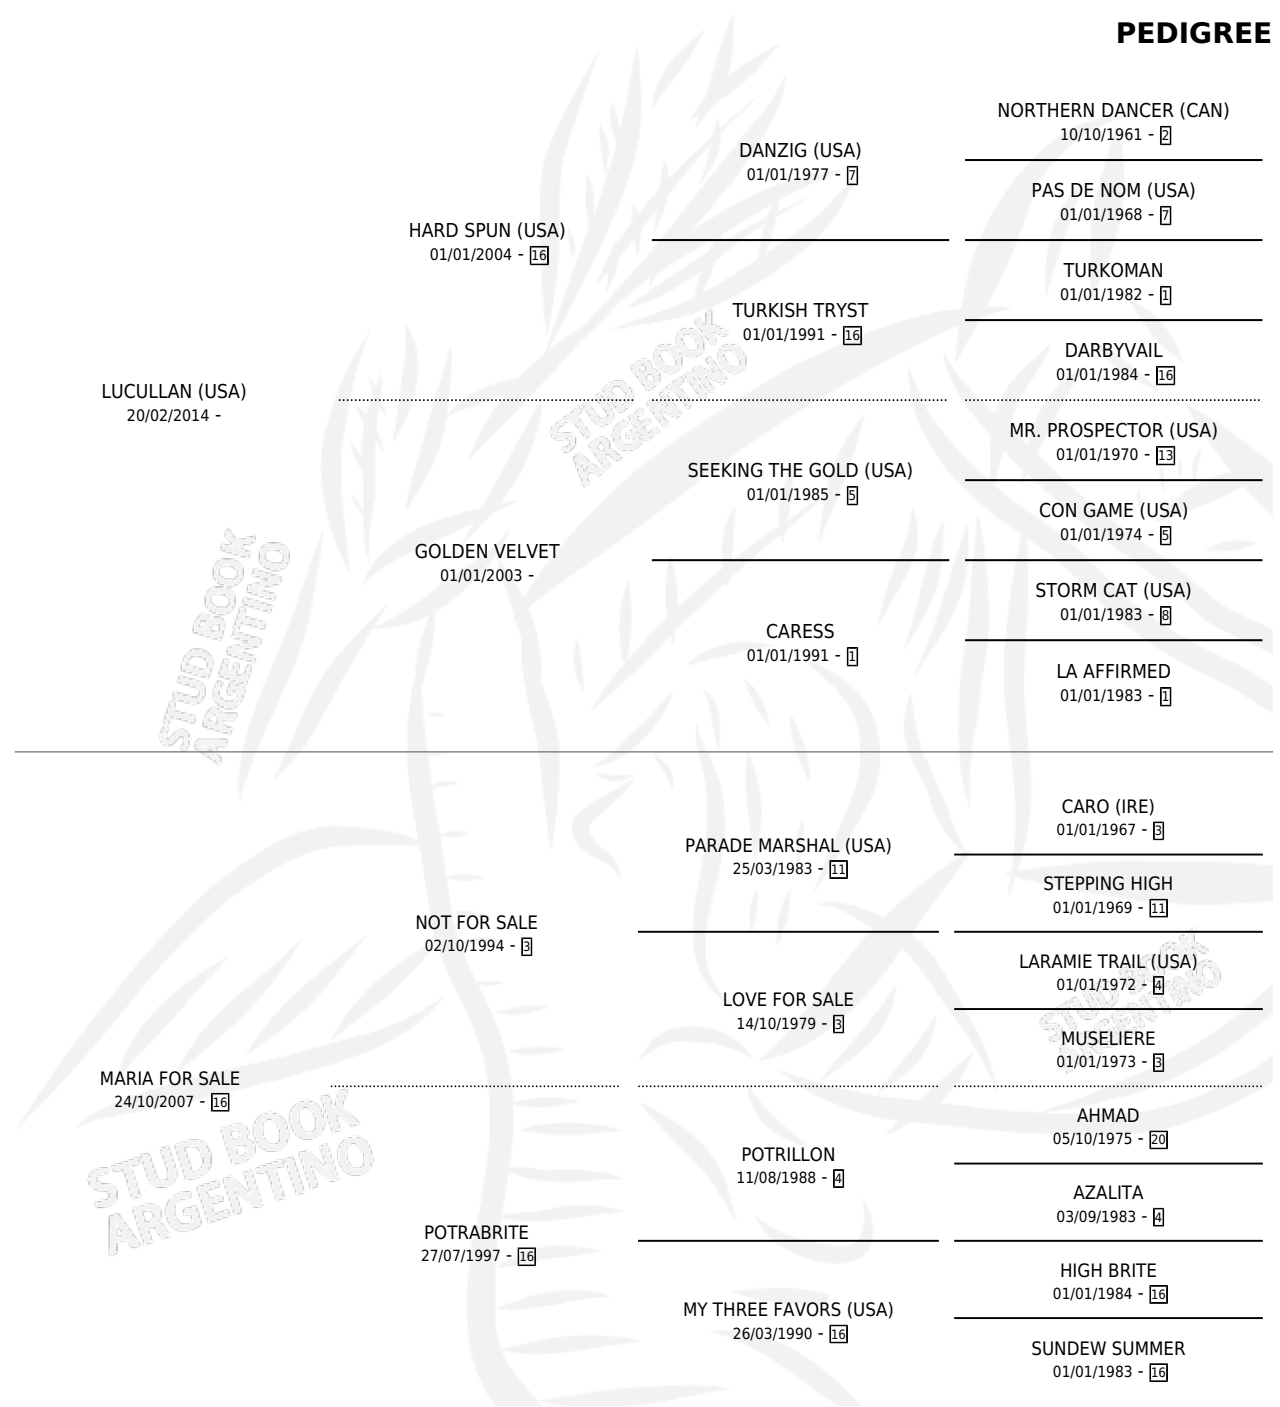 PEDIGREE
NORTHERN DANCER (CAN)
10/10/1961 - 2
DANZIG (USA)
01/01/1977 - 7
PAS DE NOM (USA)
01/01/1968 - 7
HARD SPUN (USA)
01/01/2004 - 16
TURKOMAN
01/01/1982 - 1
TURKISH TRYST
01/01/1991 - 16
DARBYVAIL
01/01/1984 - 16
LUCULLAN (USA)
20/02/2014 -
MR. PROSPECTOR (USA)
01/01/1970 - 13
SEEKING THE GOLD (USA)
01/01/1985 - 5
CON GAME (USA)
01/01/1974 - 5
GOLDEN VELVET
01/01/2003 -
STORM CAT (USA)
01/01/1983 - 8
CARESS
01/01/1991 - 1
LA AFFIRMED
01/01/1983 - 1
CARO (IRE)
01/01/1967 - 3
PARADE MARSHAL (USA)
25/03/1983 - 11
STEPPING HIGH
01/01/1969 - 11
NOT FOR SALE
02/10/1994 - 3
LARAMIE TRAIL (USA)
01/01/1972 - 4
LOVE FOR SALE
14/10/1979 - 3
MUSELIERE
01/01/1973 - 3
MARIA FOR SALE
24/10/2007 - 16
AHMAD
05/10/1975 - 20
POTRILLON
11/08/1988 - 4
AZALITA
03/09/1983 - 4
POTRABRITE
27/07/1997 - 16
HIGH BRITE
01/01/1984 - 16
MY THREE FAVORS (USA)
26/03/1990 - 16
SUNDEW SUMMER
01/01/1983 - 16
STUD BOOK
ARGENTINO
STUD BOOK
ARGENTINO
STUD BOOK
ARGENTINO
STUD BOOK
ARGENTINO